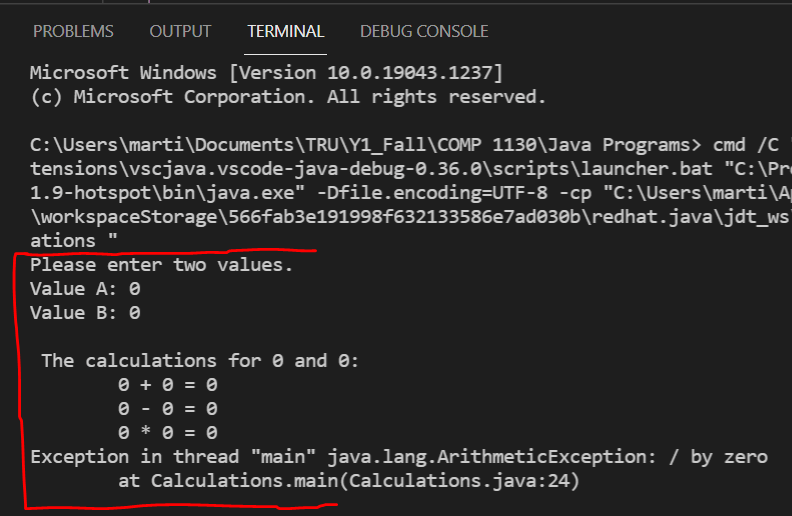 PROBLEMS OUTPUT TERMINAL DEBUG CONSOLE
Microsoft Windows [Version 10.0.19043.1237]
(c) Microsoft Corporation. All rights reserved.
C:\Users\marti\Documents\TRU\Y1_Fall\COMP 1130\Java Programs> cmd /C
tensions\vscjava.vscode-java-debug-0.36.0\scripts\launcher.bat "C:\Pro
1.9-hotspot\bin\java.exe" -Dfile.encoding=UTF-8 -cp "C:\Users\marti\Ap
\workspaceStorage\566fab3e191998f632133586e7ad030b\redhat.java\jdt_ws
ations "
Please enter two values.
Value A: 0
Value B: 0
The calculations for 0 and 0:
0 + 0 = 0
0 - 0 = 0
0 * 0 = 0
Exception in thread "main" java.lang.ArithmeticException: / by zero
at Calculations.main(Calculations.java:24)